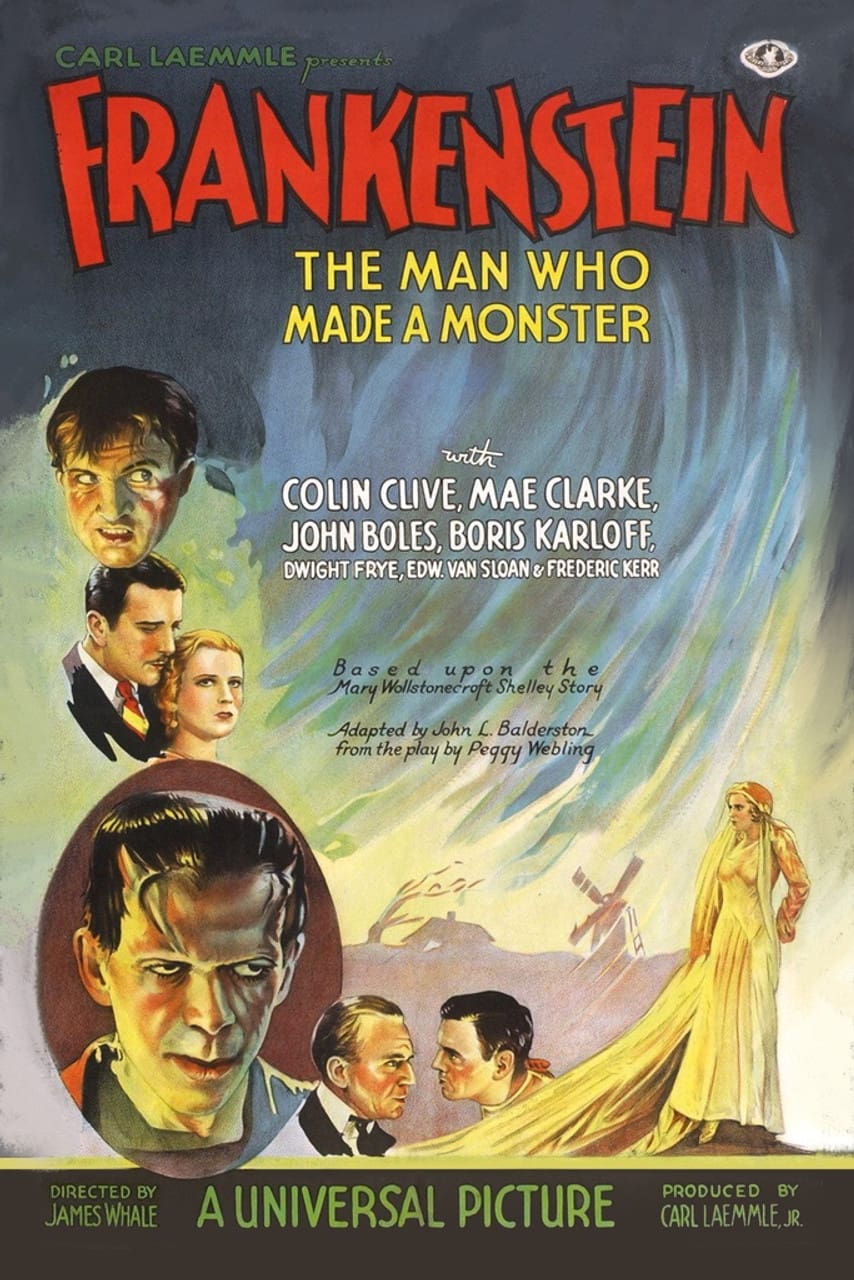 CARL LAEMMLE presents
FRANKENSTEIN
THE MAN WHO
MADE A MONSTER
with
COLIN CLIVE, MAE CLARKE,
JOHN BOLES, BORIS KARLOFF,
DWIGHT FRYE, EDW. VAN SLOAN & FREDERIC KERR
Based upon the
Mary Wollstonecroft Shelley Story
Adapted by John L. Balderston
from the play by Peggy Webling
DIRECTED BY
JAMES WHALE
A UNIVERSAL PICTURE
PRODUCED BY
CARL LAEMMLE, JR.